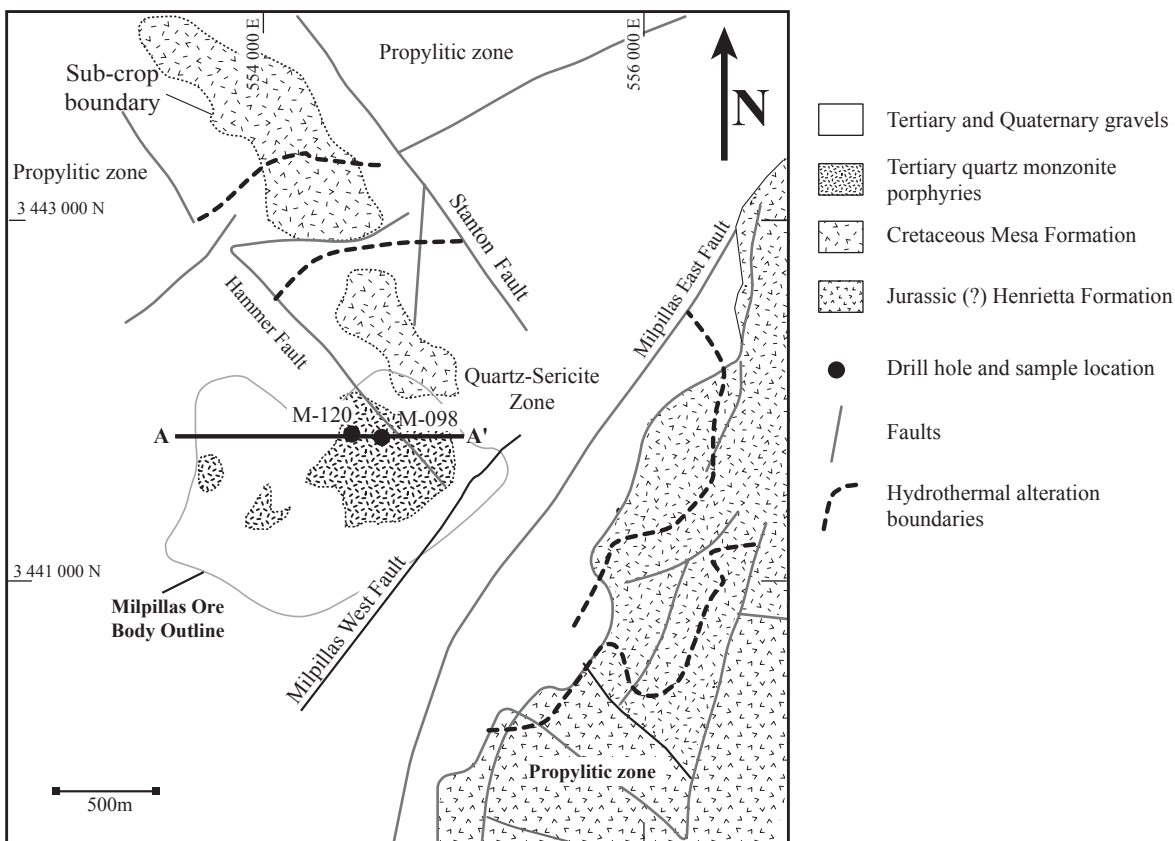 554 000 E
556 000 E
Propylitic zone
Sub-crop
boundary
N
Propylitic zone
3 443 000 N
Stanton Fault
Hammer Fault
Milpillas East Fault
Quartz-Sericite
Zone
M-120
M-098
A
A'
3 441 000 N
Milpillas Ore
Body Outline
Milpillas West Fault
Propylitic zone
500m
Tertiary and Quaternary gravels
Tertiary quartz monzonite
porphyries
Cretaceous Mesa Formation
Jurassic (?) Henrietta Formation
Drill hole and sample location
Faults
Hydrothermal alteration
boundaries